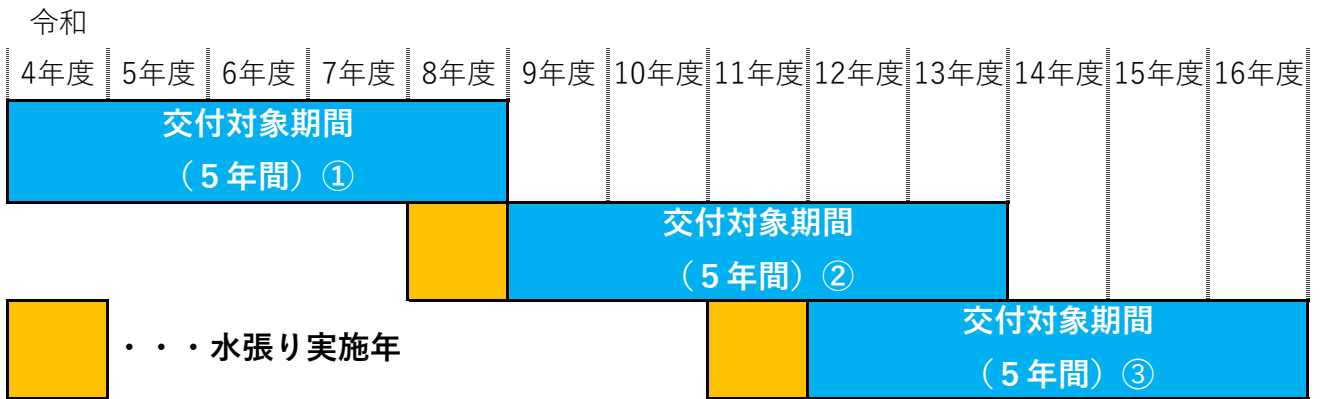 令和
4年度 5年度 6年度 7年度 8年度 9年度 10年度 11年度 12年度 13年度 14年度 15年度 16年度
交付対象期間
（５年間）①
交付対象期間
（５年間）②
・・・水張り実施年
交付対象期間
（５年間）③